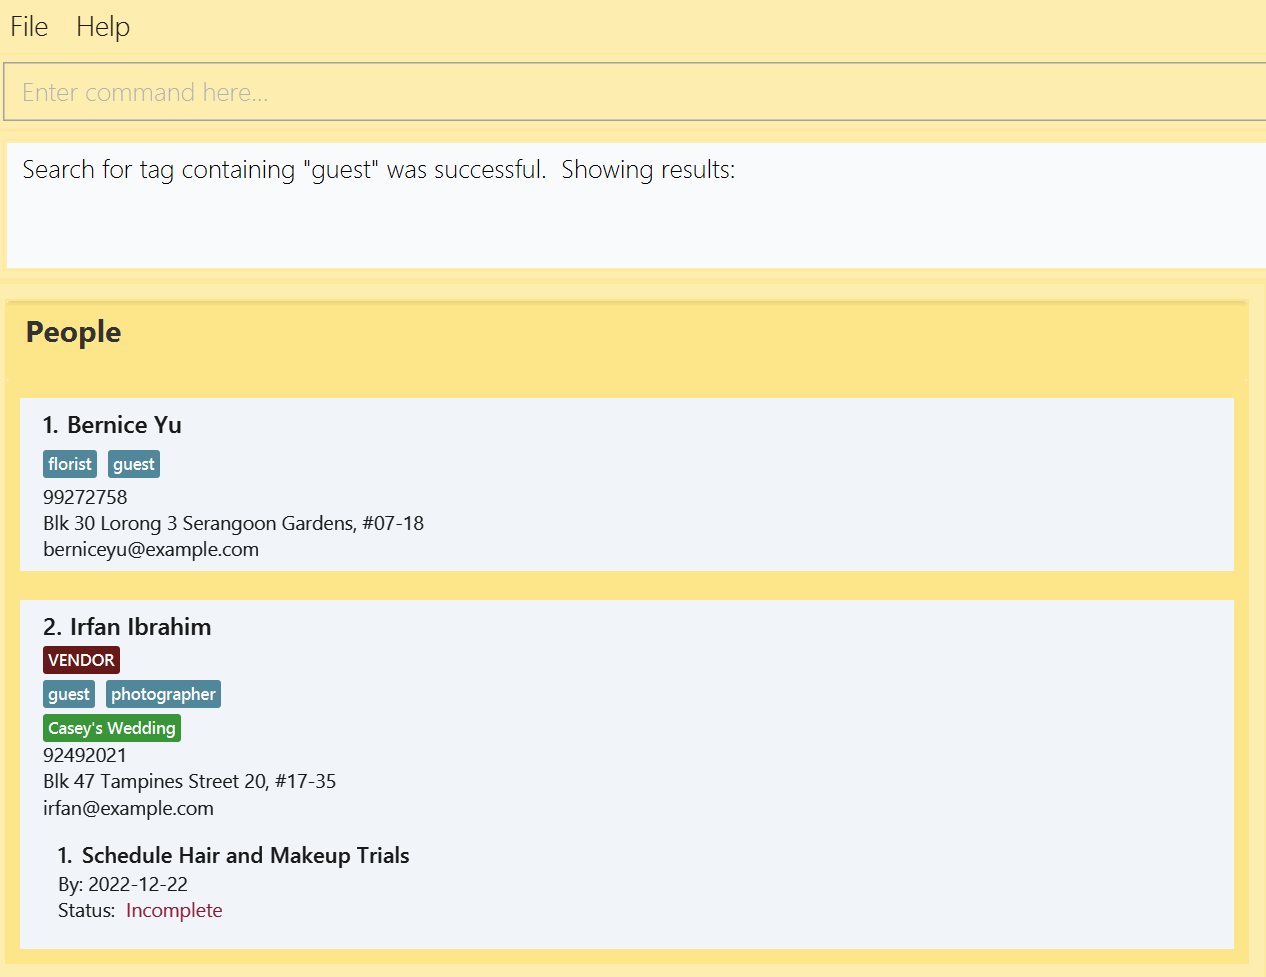 File Help
Enter command here...
Search for tag containing "guest" was successful.  Showing results:
People
1. Bernice Yu
florist guest
99272758
Blk 30 Lorong 3 Serangoon Gardens, #07-18
berniceyu@example.com
2. Irfan Ibrahim
VENDOR
guest photographer
Casey's Wedding
92492021
Blk 47 Tampines Street 20, #17-35
irfan@example.com
1. Schedule Hair and Makeup Trials
By: 2022-12-22
Status: Incomplete